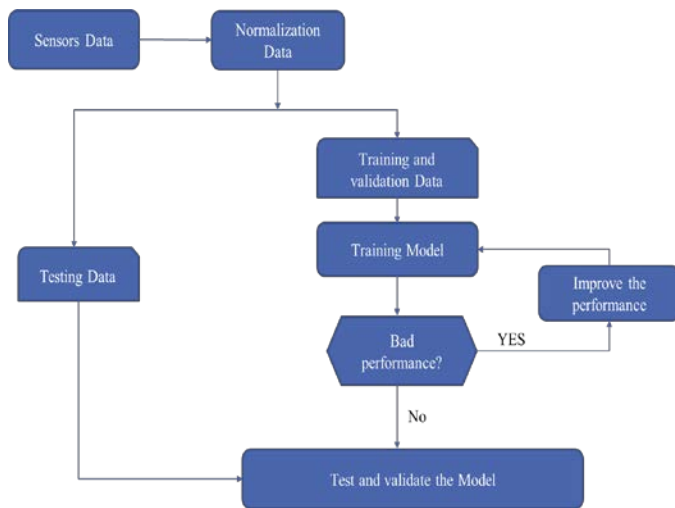 Sensors Data
Normalization
Data
Training and
validation Data
Training Model
Testing Data
Improve the
performance
Bad
performance?
YES
No
Test and validate the Model